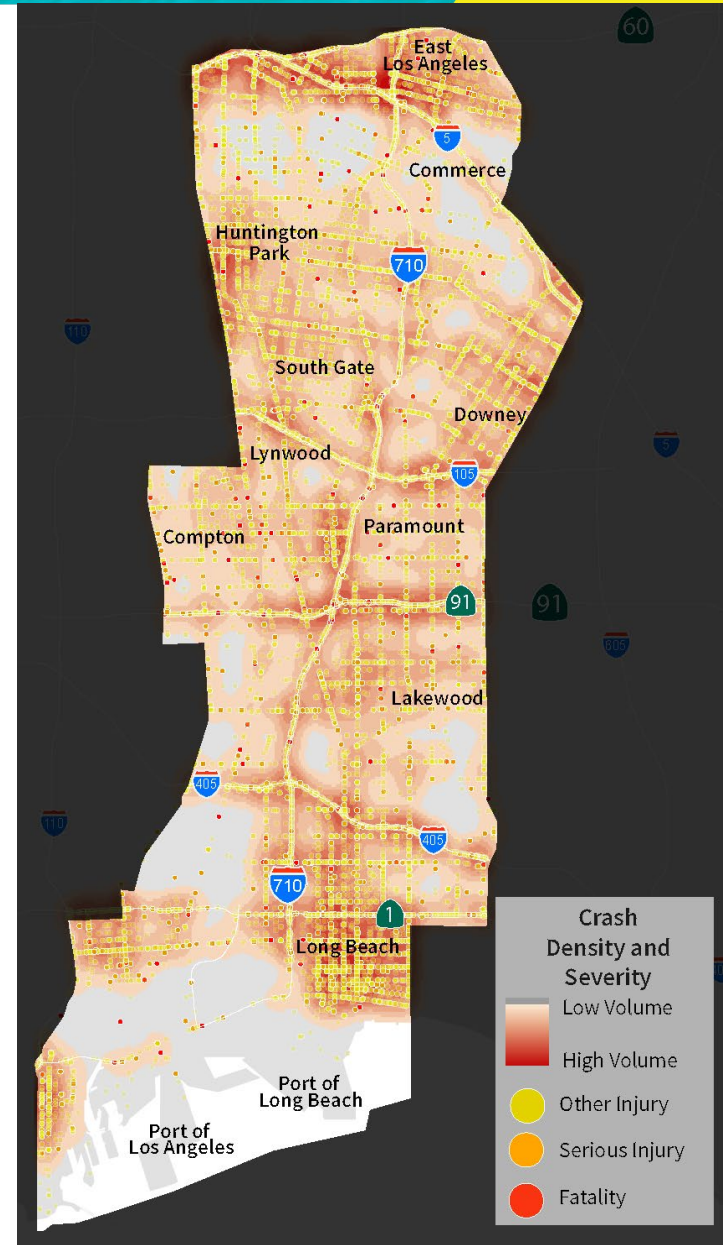 60
East
Los Angeles
5
Commerce
Huntington
Park
710
110
South Gate
Downey
Lynwood
5
105
Compton
Paramount
91
91
605
Lakewood
405
110
405
710
1
Long Beach
Port of
Long Beach
Port of
Los Angeles
Crash
Density and
Severity
Low Volume
High Volume
Other Injury
Serious Injury
Fatality